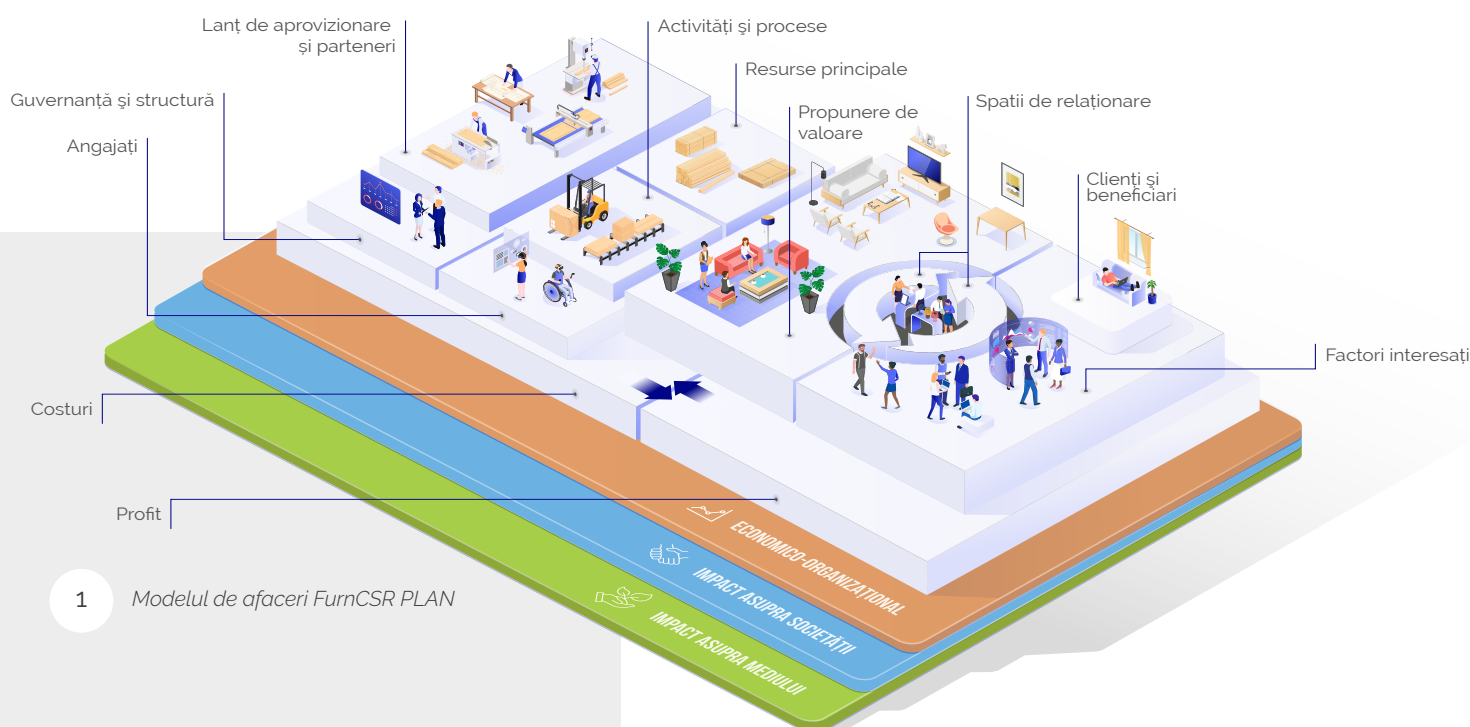 Lanț de aprovizionare
și parteneri
Activități și procese
Resurse principale
Guvernanță și structură
Spatii de relaționare
Propunere de
valoare
Angajați
Clienți și
beneficiari
Factori interesați
Costuri
Profit
ECONOMICO-ORGANIZAȚIONAL
IMPACT ASUPRA SOCIETĂȚII
IMPACT ASUPRA MEDIULUI
1
Modelul de afaceri FurnCSR PLAN